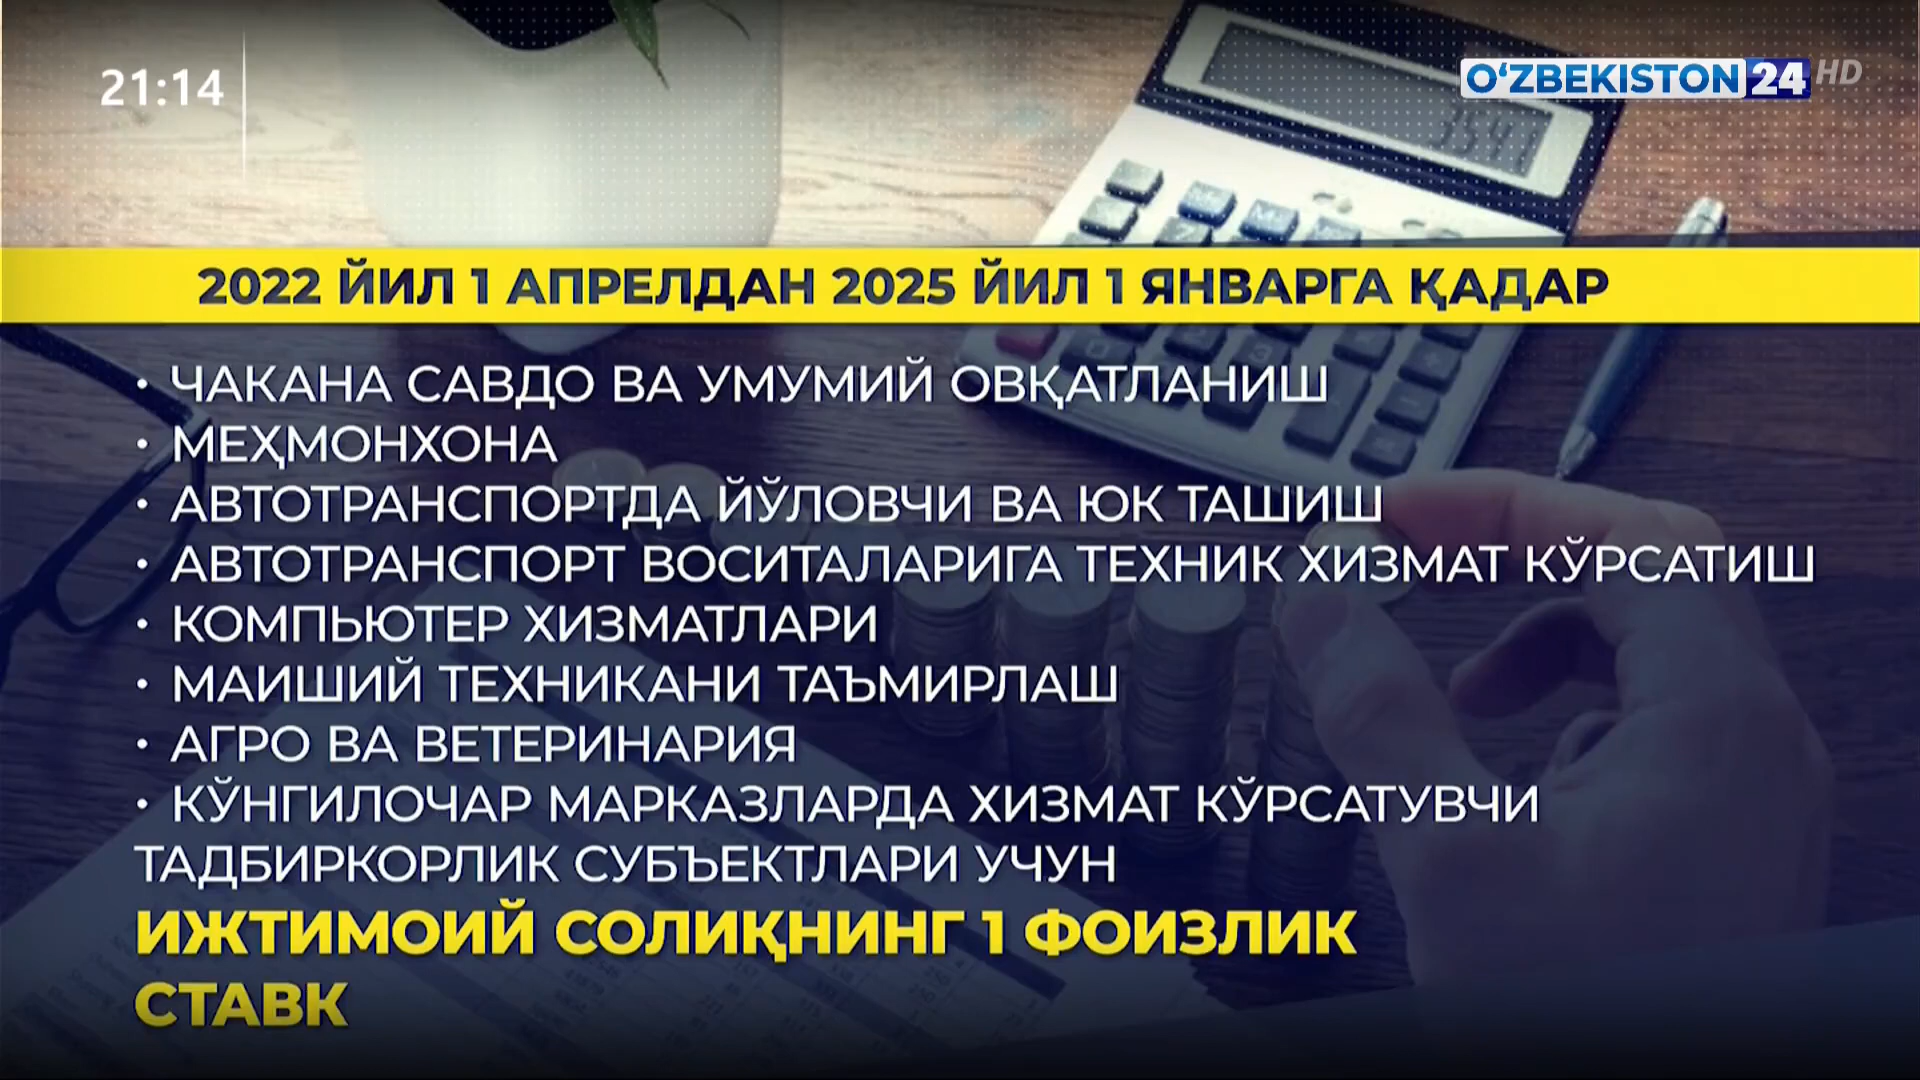 21:14
O‘ZBEKISTON 24 HD
2022 ЙИЛ 1 АПРЕЛДАН 2025 ЙИЛ 1 ЯНВАРГА ҚАДАР
• ЧАКАНА САВДО ВА УМУМИЙ ОВҚАТЛАНИШ
• МЕҲМОНХОНА
• АВТОТРАНСПОРТДА ЙЎЛОВЧИ ВА ЮК ТАШИШ
• АВТОТРАНСПОРТ ВОСИТАЛАРИГА ТЕХНИК ХИЗМАТ КЎРСАТИШ
• КОМПЬЮТЕР ХИЗМАТЛАРИ
• МАИШИЙ ТЕХНИКАНИ ТАЪМИРЛАШ
• АГРО ВА ВЕТЕРИНАРИЯ
• КЎНГИЛОЧАР МАРКАЗЛАРДА ХИЗМАТ КЎРСАТУВЧИ
ТАДБИРКОРЛИК СУБЪЕКТЛАРИ УЧУН
ИЖТИМОИЙ СОЛИҚНИНГ 1 ФОИЗЛИК
СТАВК